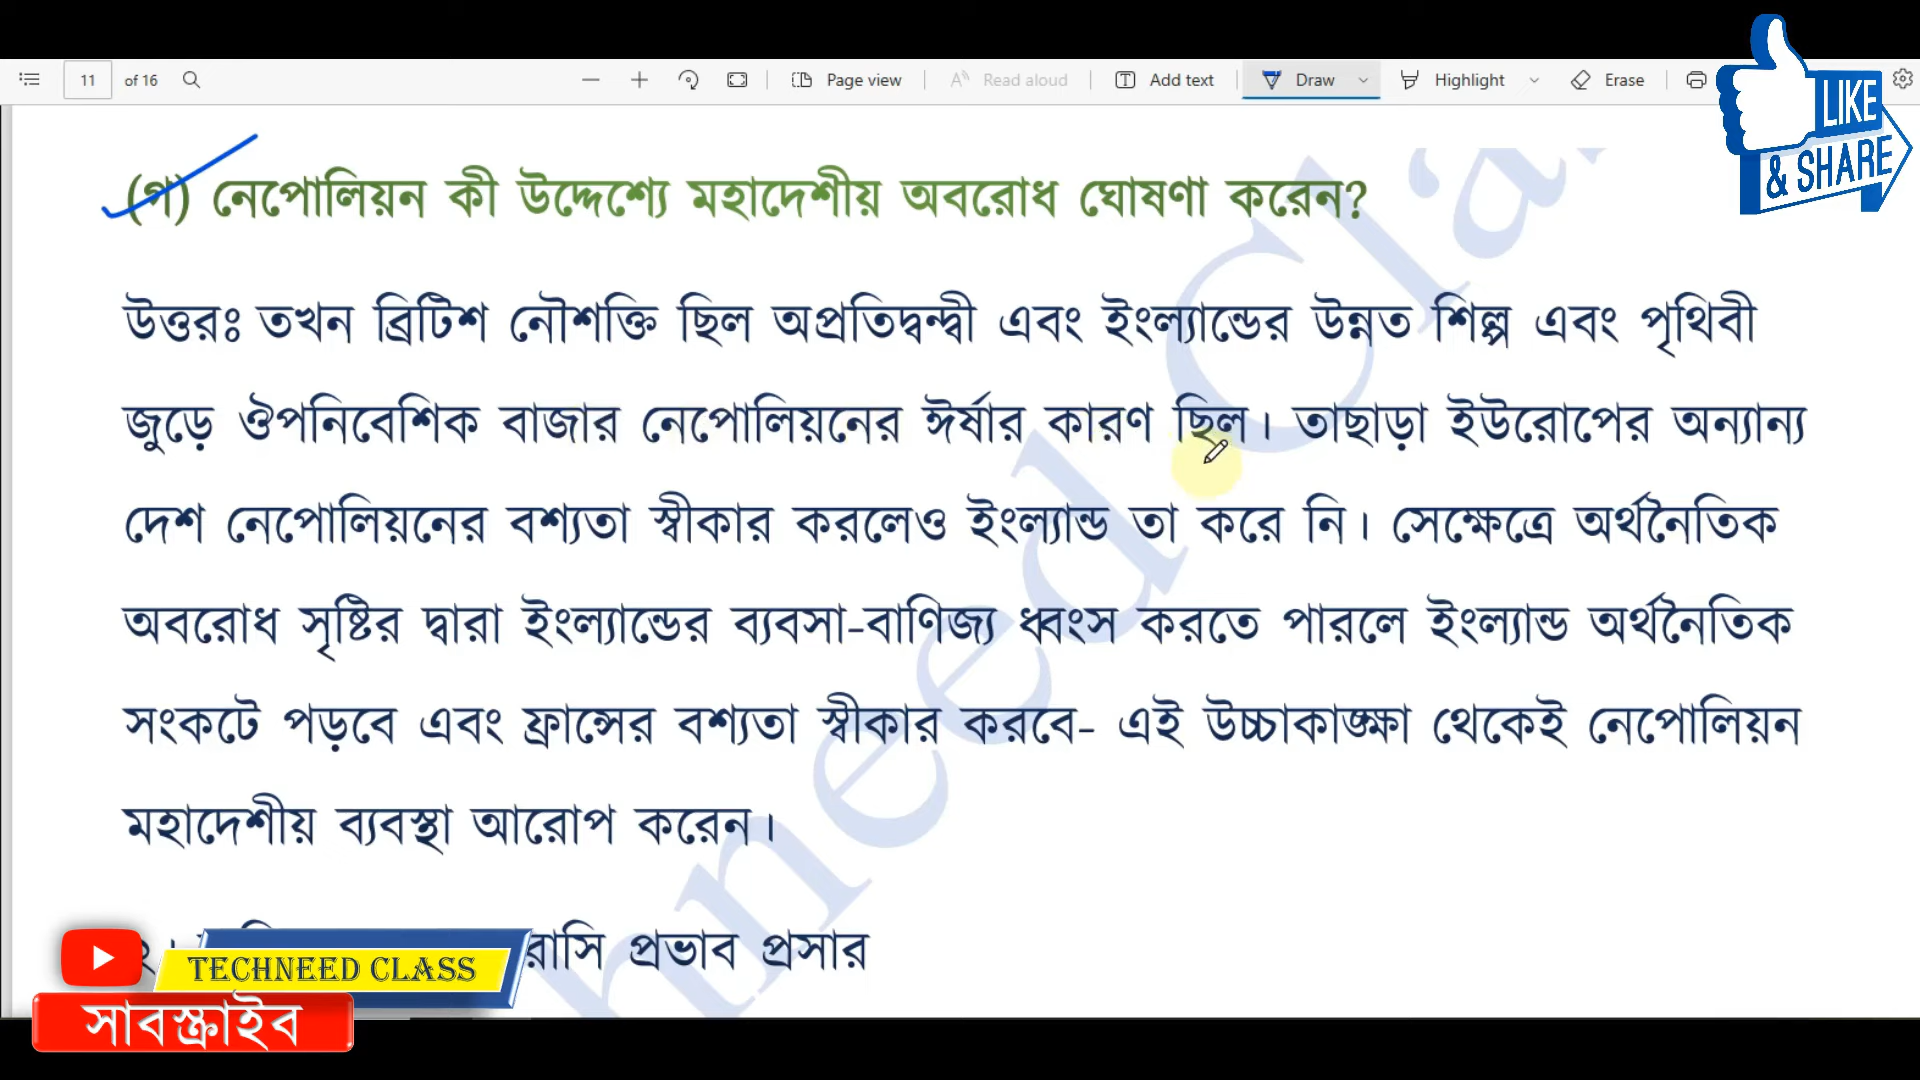 11 of 16 Page view Read aloud Add text Draw Highlight Erase
LIKE
& SHARE
(গ) নেপোলিয়ন কী উদ্দেশ্যে মহাদেশীয় অবরোধ ঘোষণা করেন?
উত্তরঃ তখন ব্রিটিশ নৌশক্তি ছিল অপ্রতিদ্বন্দ্বী এবং ইংল্যান্ডের উন্নত শিল্প এবং পৃথিবী
জুড়ে ঔপনিবেশিক বাজার নেপোলিয়নের ঈর্ষার কারণ ছিল। তাছাড়া ইউরোপের অন্যান্য
দেশ নেপোলিয়নের বশ্যতা স্বীকার করলেও ইংল্যান্ড তা করে নি। সেক্ষেত্রে অর্থনৈতিক
অবরোধ সৃষ্টির দ্বারা ইংল্যান্ডের ব্যবসা-বাণিজ্য ধ্বংস করতে পারলে ইংল্যান্ড অর্থনৈতিক
সংকটে পড়বে এবং ফ্রান্সের বশ্যতা স্বীকার করবে- এই উচ্চাকাঙ্ক্ষা থেকেই নেপোলিয়ন
মহাদেশীয় ব্যবস্থা আরোপ করেন।
প্রভাব প্রসার
TECHNEED CLASS
সাবস্ক্রাইব